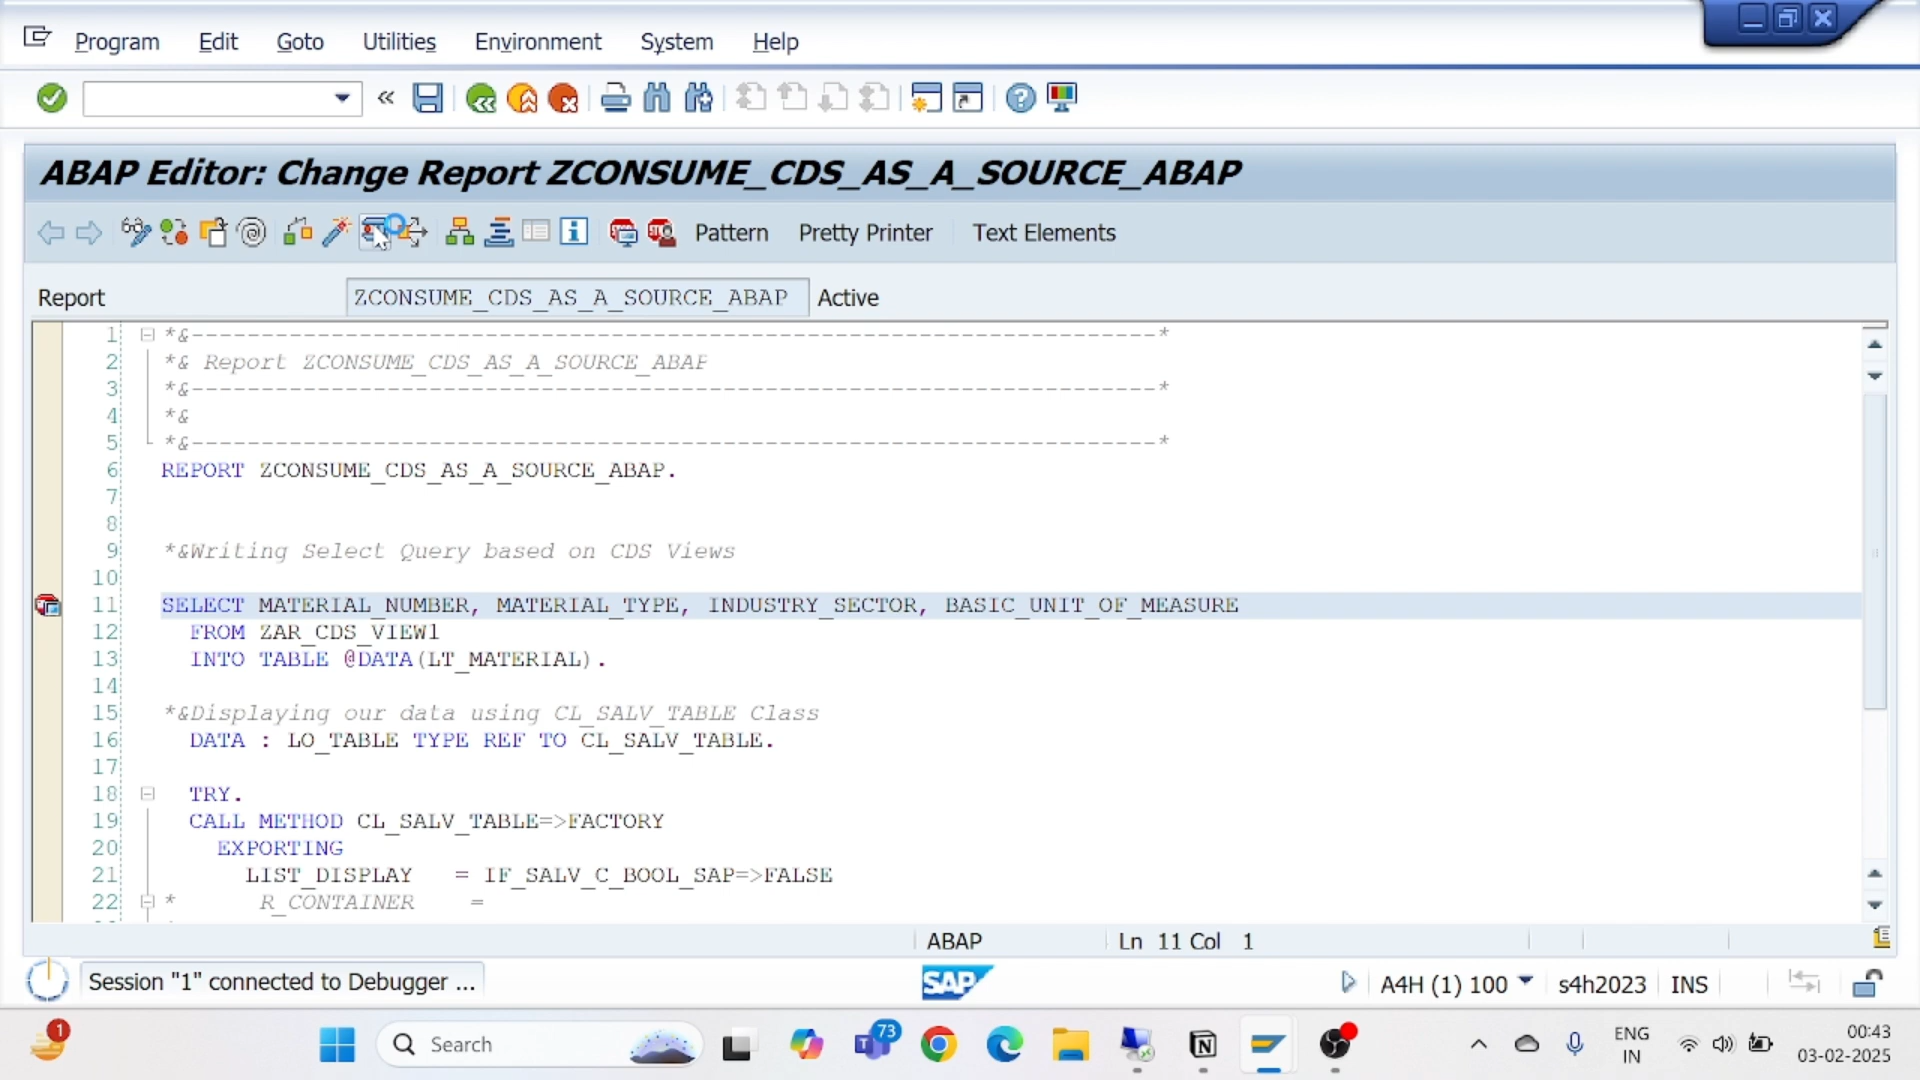 Program Edit Goto Utilities Environment System Help
ABAP Editor: Change Report ZCONSUME_CDS_AS_A_SOURCE_ABAP
Pattern Pretty Printer Text Elements
Report ZCONSUME_CDS_AS_A_SOURCE_ABAP Active
1 *&---------------------------------------------------------------------*
2 *& Report ZCONSUME_CDS_AS_A_SOURCE_ABAP
3 *&---------------------------------------------------------------------*
4 *&
5 *&---------------------------------------------------------------------*
6 REPORT ZCONSUME_CDS_AS_A_SOURCE_ABAP.
7
8
9 *&Writing Select Query based on CDS Views
10
11 SELECT MATERIAL_NUMBER, MATERIAL_TYPE, INDUSTRY_SECTOR, BASIC_UNIT_OF_MEASURE
12 FROM ZAR_CDS_VIEW1
13 INTO TABLE @DATA(LT_MATERIAL).
14
15 *&Displaying our data using CL_SALV_TABLE Class
16 DATA : LO_TABLE TYPE REF TO CL_SALV_TABLE.
17
18 TRY.
19 CALL METHOD CL_SALV_TABLE=>FACTORY
20 EXPORTING
21 LIST_DISPLAY = IF_SALV_C_BOOL_SAP=>FALSE
22 * R_CONTAINER =
ABAP Ln 11 Col 1
Session "1" connected to Debugger ... SAP A4H (1) 100 s4h2023 INS
1 Search 73 ENG 00:43
IN 03-02-2025